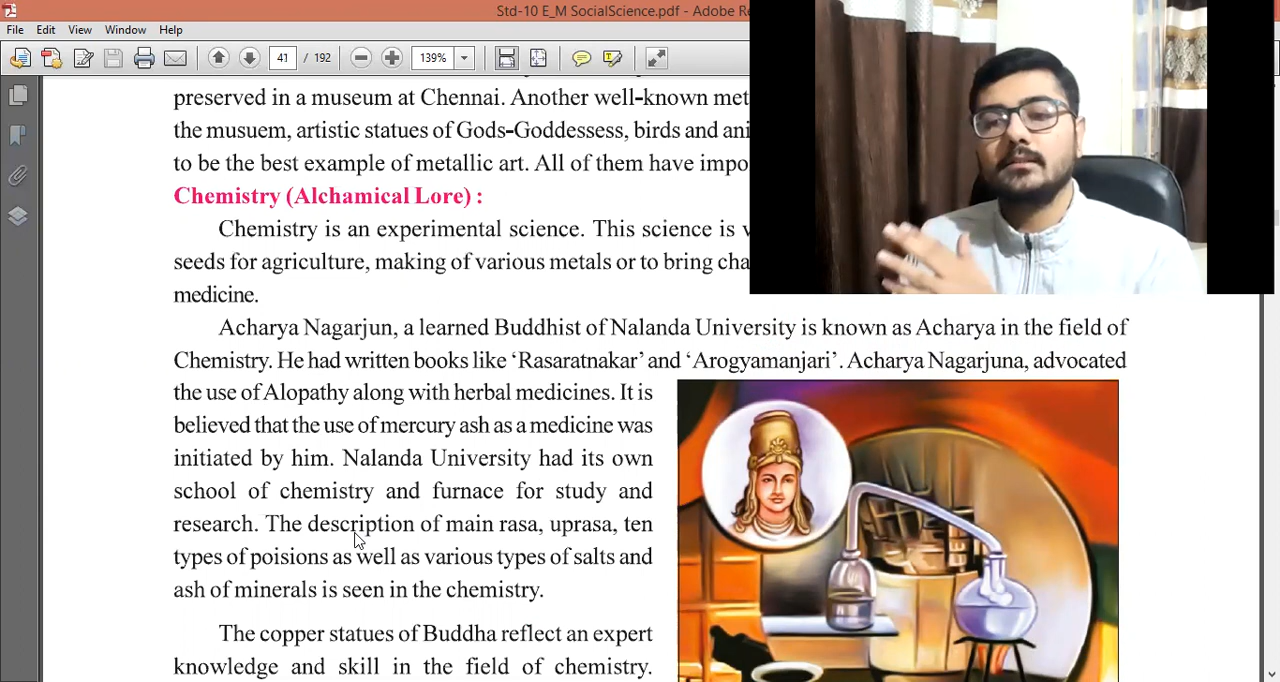 Std-10 E_M SocialScience.pdf - Adobe Re
File Edit View Window Help
41 / 192 139%
preserved in a museum at Chennai. Another well-known met
the musuem, artistic statues of Gods-Goddessess, birds and ani
to be the best example of metallic art. All of them have impo
Chemistry (Alchamical Lore) :
Chemistry is an experimental science. This science is v
seeds for agriculture, making of various metals or to bring cha
medicine.
Acharya Nagarjun, a learned Buddhist of Nalanda University is known as Acharya in the field of
Chemistry. He had written books like ‘Rasaratnakar’ and ‘Arogyamanjari’. Acharya Nagarjuna, advocated
the use of Alopathy along with herbal medicines. It is
believed that the use of mercury ash as a medicine was
initiated by him. Nalanda University had its own
school of chemistry and furnace for study and
research. The description of main rasa, uprasa, ten
types of poisions as well as various types of salts and
ash of minerals is seen in the chemistry.
The copper statues of Buddha reflect an expert
knowledge and skill in the field of chemistry.